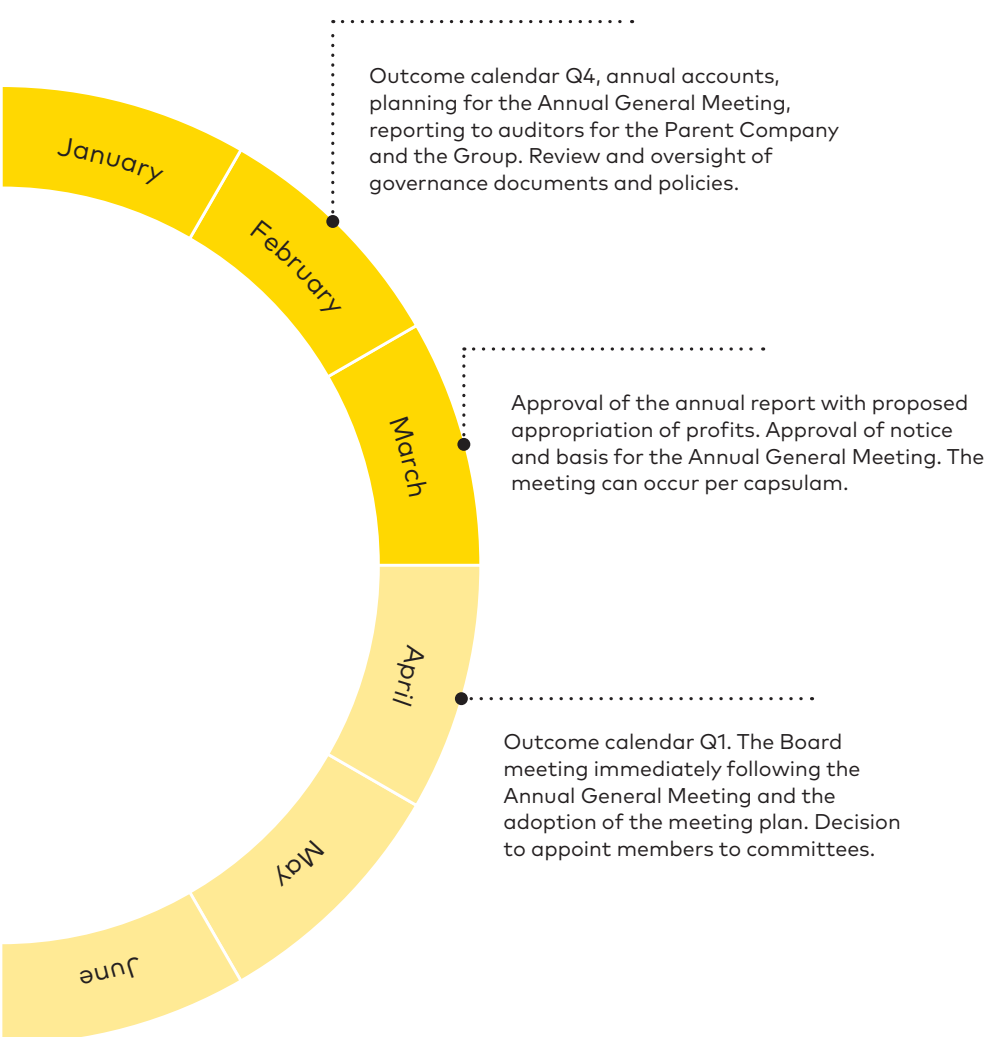 January
February
Outcome calendar Q4, annual accounts,
planning for the Annual General Meeting,
reporting to auditors for the Parent Company
and the Group. Review and oversight of
governance documents and policies.
March
Approval of the annual report with proposed
appropriation of profits. Approval of notice
and basis for the Annual General Meeting. The
meeting can occur per capsulam.
April
Outcome calendar Q1. The Board
meeting immediately following the
Annual General Meeting and the
adoption of the meeting plan. Decision
to appoint members to committees.
May
June